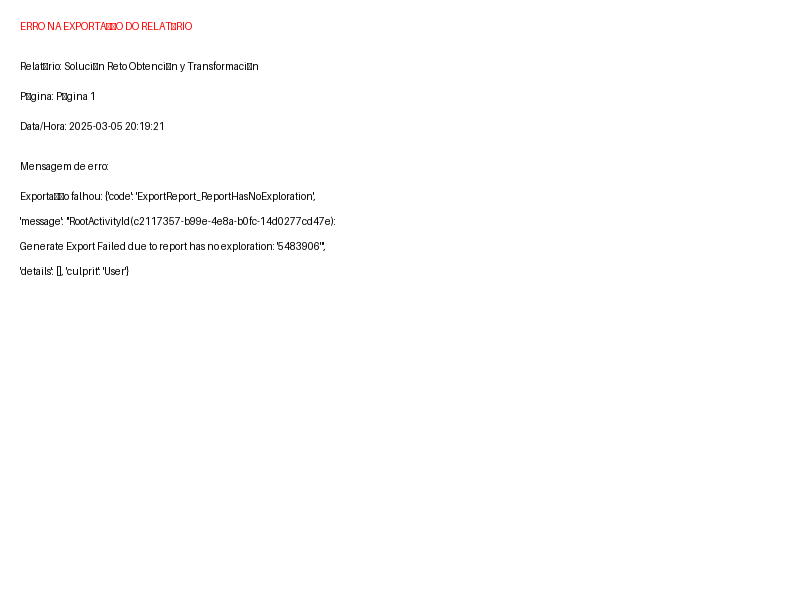 ERRO NA EXPORTA▯▯O DO RELAT▯RIO
Relat▯rio: Soluci▯n Reto Obtenci▯n y Transformaci▯n
P▯gina: P▯gina 1
Data/Hora: 2025-03-05 20:19:21
Mensagem de erro:
Exporta▯▯o falhou: {'code': 'ExportReport_ReportHasNoExploration',
'message': "RootActivityId(c2117357-b99e-4e8a-b0fc-14d0277cd47e):
Generate Export Failed due to report has no exploration: '5483906'",
'details': [], 'culprit': 'User'}